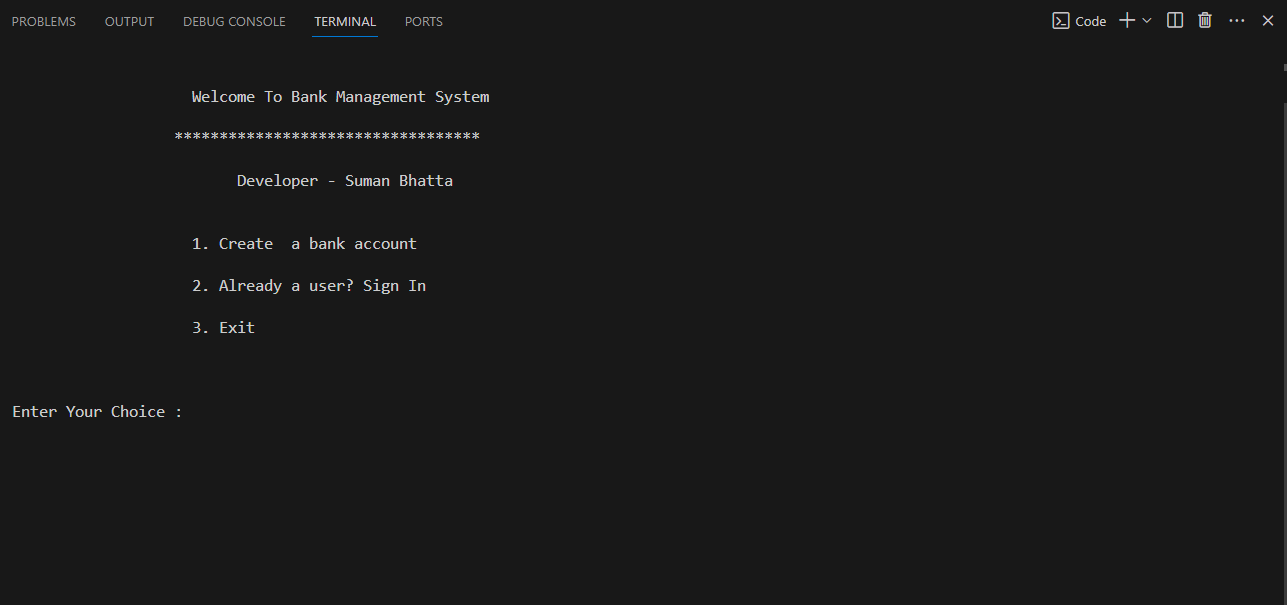 PROBLEMS OUTPUT DEBUG CONSOLE TERMINAL PORTS Code
Welcome To Bank Management System
**********************************
Developer - Suman Bhatta
1. Create  a bank account
2. Already a user? Sign In
3. Exit
Enter Your Choice :